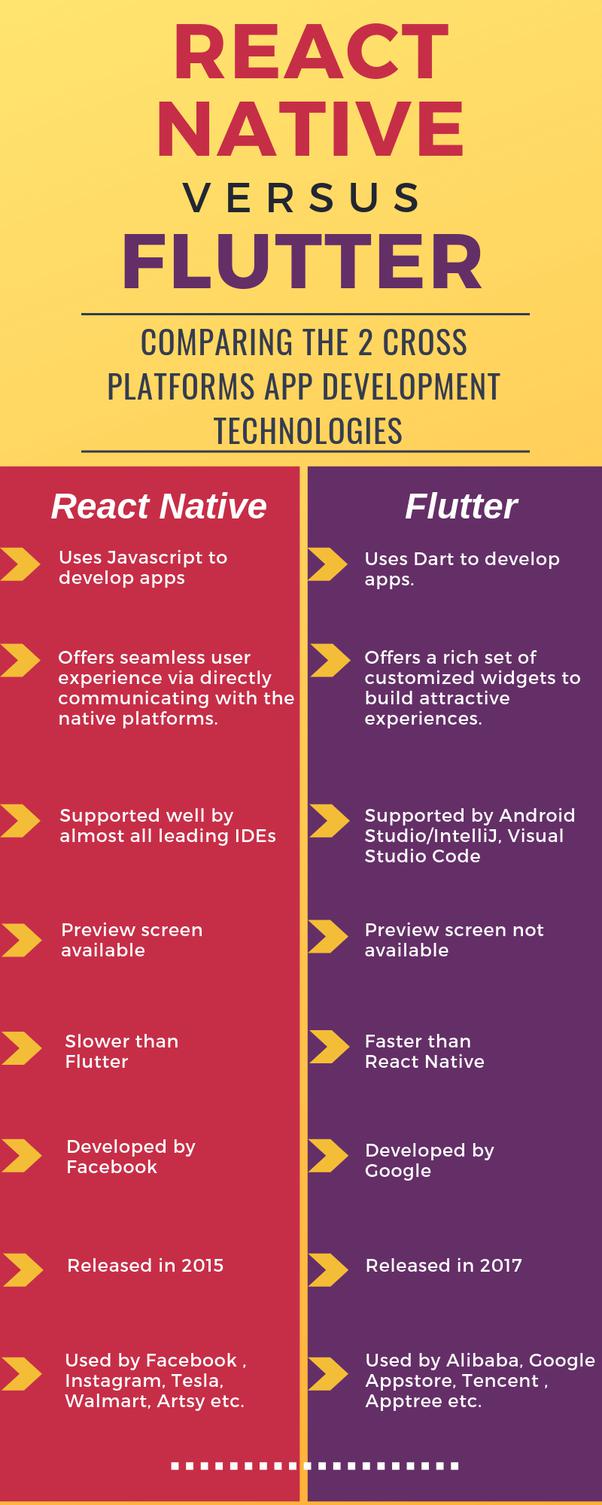 REACT
NATIVE
VERSUS
FLUTTER
COMPARING THE 2 CROSS
PLATFORMS APP DEVELOPMENT
TECHNOLOGIES
React Native
Uses Javascript to
develop apps
Offers seamless user
experience via directly
communicating with the
native platforms.
Supported well by
almost all leading IDEs
Preview screen
available
Slower than
Flutter
Developed by
Facebook
Released in 2015
Used by Facebook ,
Instagram, Tesla,
Walmart, Artsy etc.
Flutter
Uses Dart to develop
apps.
Offers a rich set of
customized widgets to
build attractive
experiences.
Supported by Android
Studio/IntelliJ, Visual
Studio Code
Preview screen not
available
Faster than
React Native
Developed by
Google
Released in 2017
Used by Alibaba, Google
Appstore, Tencent ,
Apptree etc.